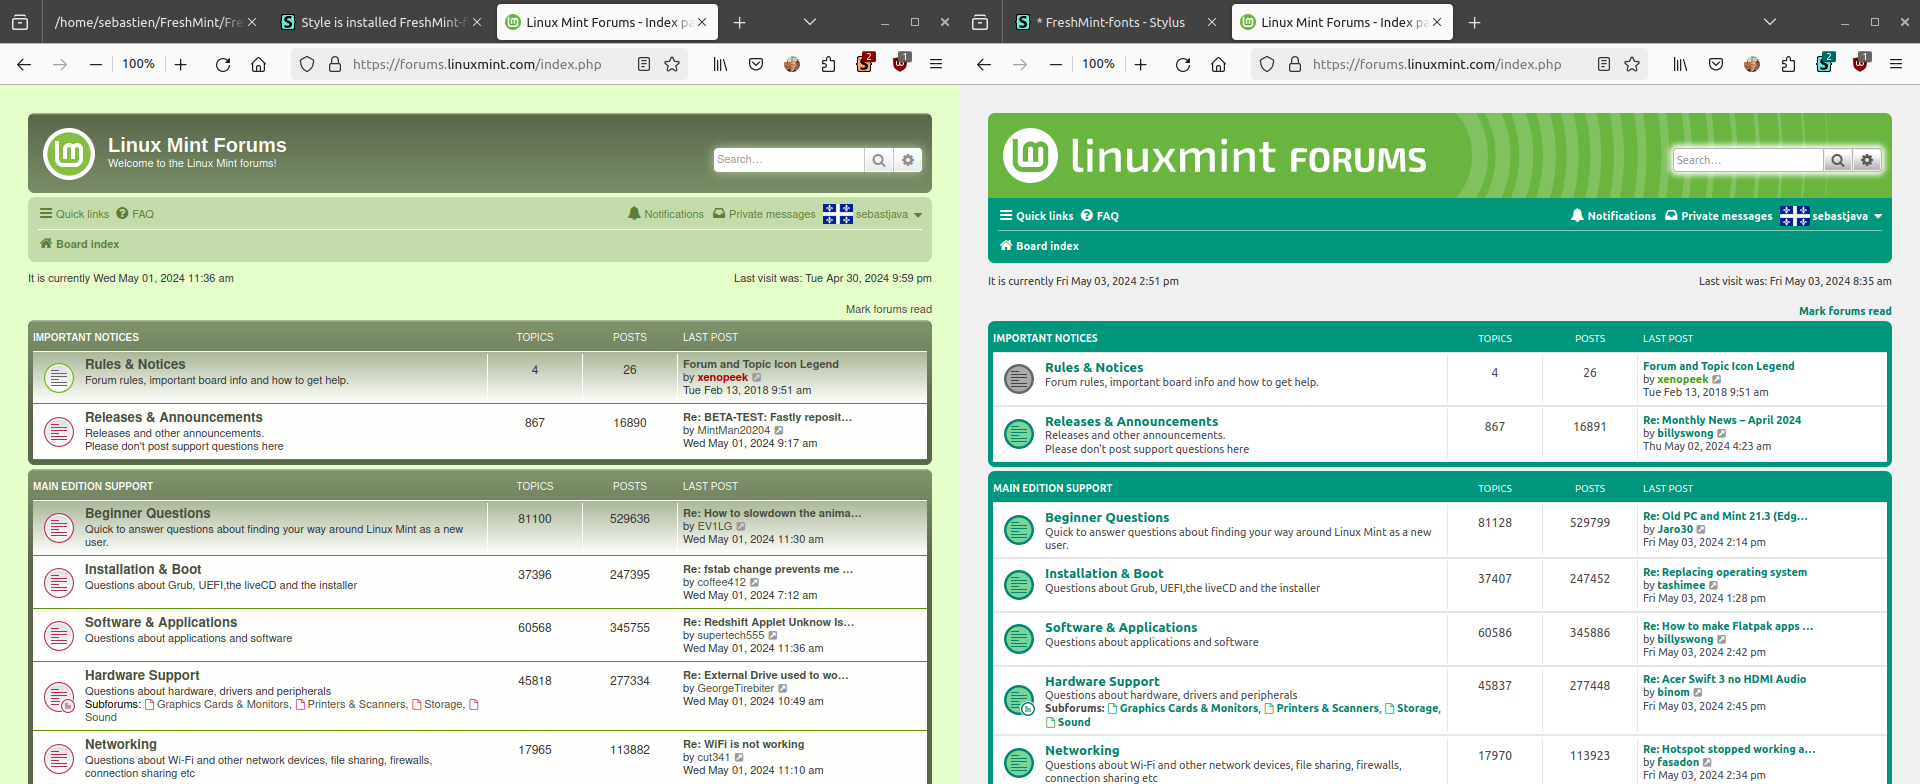 /home/sebastien/FreshMint/Fre
Style is installed FreshMint-f
Linux Mint Forums - Index pa
100%
https://forums.linuxmint.com/index.php
2
1
Linux Mint Forums
Welcome to the Linux Mint forums!
Search…
Quick links FAQ
Notifications Private messages sebastjava
Board index
It is currently Wed May 01, 2024 11:36 am
Last visit was: Tue Apr 30, 2024 9:59 pm
Mark forums read
IMPORTANT NOTICES TOPICS POSTS LAST POST
Rules & Notices
Forum rules, important board info and how to get help.
4
26
Forum and Topic Icon Legend
by xenopeek
Tue Feb 13, 2018 9:51 am
Releases & Announcements
Releases and other announcements.
Please don't post support questions here
867
16890
Re: BETA-TEST: Fastly reposit…
by MintMan20204
Wed May 01, 2024 9:17 am
MAIN EDITION SUPPORT TOPICS POSTS LAST POST
Beginner Questions
Quick to answer questions about finding your way around Linux Mint as a new
user.
81100
529636
Re: How to slowdown the anima…
by EV1LG
Wed May 01, 2024 11:30 am
Installation & Boot
Questions about Grub, UEFI,the liveCD and the installer
37396
247395
Re: fstab change prevents me …
by coffee412
Wed May 01, 2024 7:12 am
Software & Applications
Questions about applications and software
60568
345755
Re: Redshift Applet Unknow Is…
by supertech555
Wed May 01, 2024 11:36 am
Hardware Support
Questions about hardware, drivers and peripherals
Subforums: Graphics Cards & Monitors, Printers & Scanners, Storage,
Sound
45818
277334
Re: External Drive used to wo…
by GeorgeTirebiter
Wed May 01, 2024 10:49 am
Networking
Questions about Wi-Fi and other network devices, file sharing, firewalls,
connection sharing etc
17965
113882
Re: WiFi is not working
by cut341
Wed May 01, 2024 11:10 am
* FreshMint-fonts - Stylus
Linux Mint Forums - Index pa
100%
https://forums.linuxmint.com/index.php
2
1
linuxmint FORUMS
Search…
Quick links FAQ
Notifications Private messages sebastjava
Board index
It is currently Fri May 03, 2024 2:51 pm
Last visit was: Fri May 03, 2024 8:35 am
Mark forums read
IMPORTANT NOTICES TOPICS POSTS LAST POST
Rules & Notices
Forum rules, important board info and how to get help.
4
26
Forum and Topic Icon Legend
by xenopeek
Tue Feb 13, 2018 9:51 am
Releases & Announcements
Releases and other announcements.
Please don't post support questions here
867
16891
Re: Monthly News – April 2024
by billyswong
Thu May 02, 2024 4:23 am
MAIN EDITION SUPPORT TOPICS POSTS LAST POST
Beginner Questions
Quick to answer questions about finding your way around Linux Mint as a new
user.
81128
529799
Re: Old PC and Mint 21.3 (Edg…
by Jaro30
Fri May 03, 2024 2:14 pm
Installation & Boot
Questions about Grub, UEFI,the liveCD and the installer
37407
247452
Re: Replacing operating system
by tashimee
Fri May 03, 2024 1:28 pm
Software & Applications
Questions about applications and software
60586
345886
Re: How to make Flatpak apps …
by billyswong
Fri May 03, 2024 2:42 pm
Hardware Support
Questions about hardware, drivers and peripherals
Subforums: Graphics Cards & Monitors, Printers & Scanners, Storage,
Sound
45837
277448
Re: Acer Swift 3 no HDMI Audio
by binom
Fri May 03, 2024 2:45 pm
Networking
Questions about Wi-Fi and other network devices, file sharing, firewalls,
connection sharing etc
17970
113923
Re: Hotspot stopped working a…
by fasadon
Fri May 03, 2024 2:34 pm